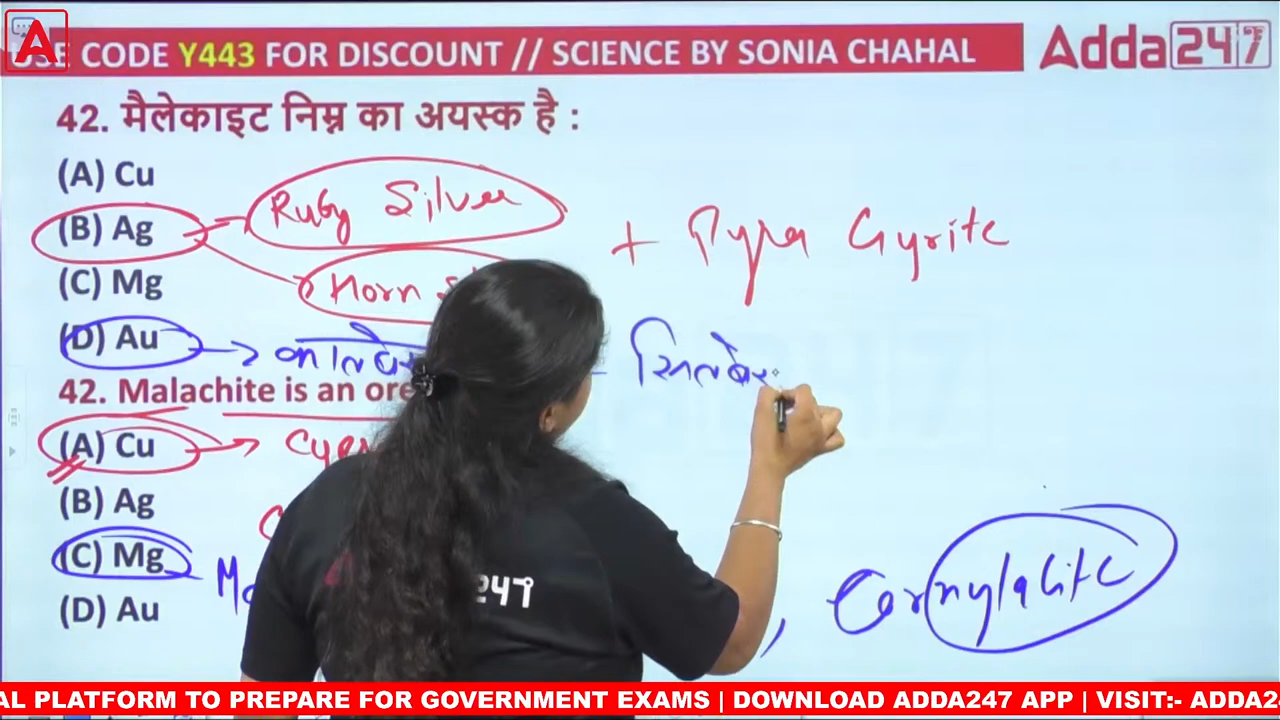 A
USE CODE Y443 FOR DISCOUNT // SCIENCE BY SONIA CHAHAL
Adda247
42. मैलेकाइट निम्न का अयस्क है :
(A) Cu
(B) Ag
Ruby Silver
+ Pyra Gyrite
(C) Mg
Horn
(D) Au
42. Malachite is an ore
(A) Cu
(B) Ag
(C) Mg
(D) Au
247
AL PLATFORM TO PREPARE FOR GOVERNMENT EXAMS | DOWNLOAD ADDA247 APP | VISIT:- ADDA2